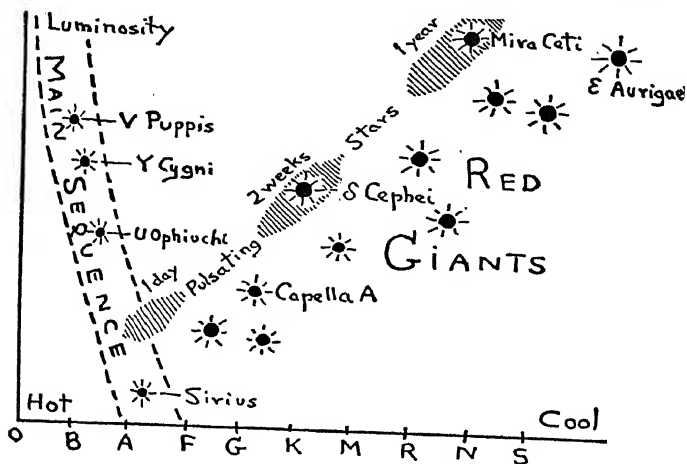 Luminosity
1 year
Mira Ceti
ε Aurigae
MAIN SEQUENCE
V Puppis
Stars
Y Cygni
2 weeks
RED
δ Cephei
U Ophiuchi
GIANTS
1 day
Pulsating
Capella A
Sirius
Hot
Cool
O B A F G K M R N S